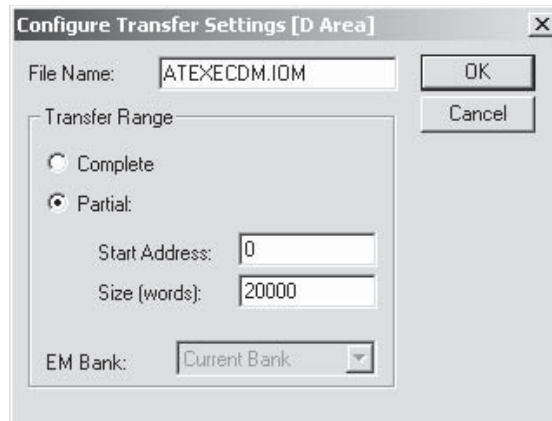 Configure Transfer Settings [D Area]
File Name: ATEXECDM.IOM
OK
Cancel
Transfer Range
Complete
Partial:
Start Address: 0
Size (words): 20000
EM Bank: Current Bank